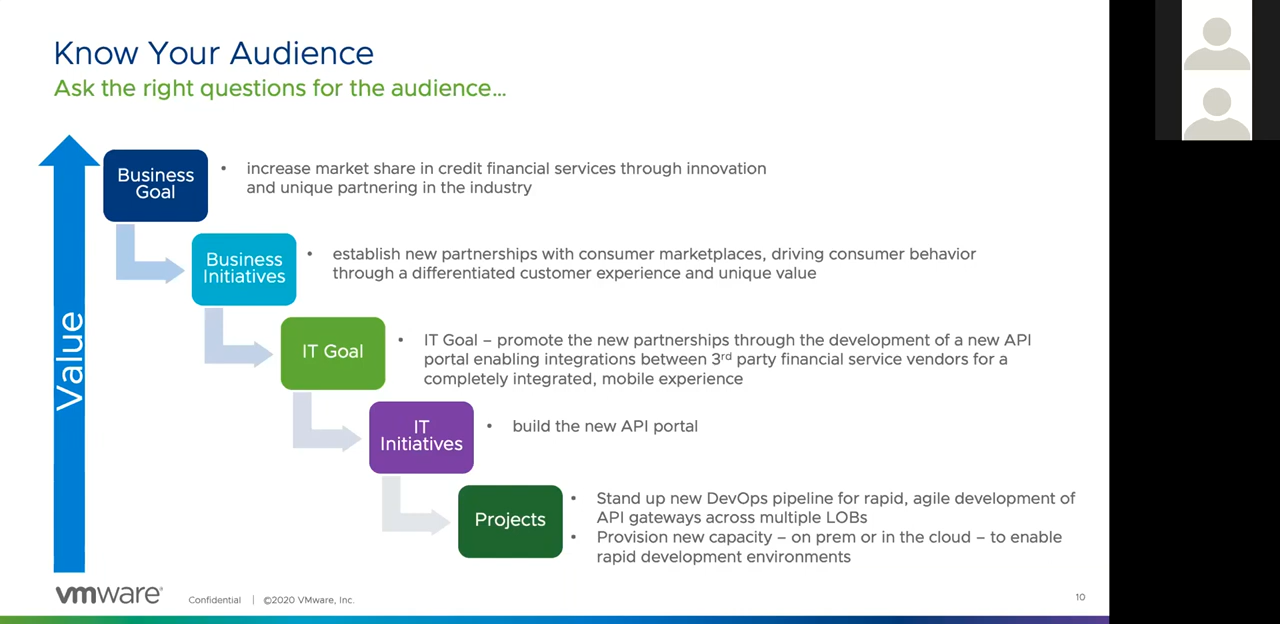 Know Your Audience
Ask the right questions for the audience...
Value
Business
Goal
• increase market share in credit financial services through innovation
and unique partnering in the industry
Business
Initiatives
• establish new partnerships with consumer marketplaces, driving consumer behavior
through a differentiated customer experience and unique value
IT Goal
• IT Goal – promote the new partnerships through the development of a new API
portal enabling integrations between 3rd party financial service vendors for a
completely integrated, mobile experience
IT
Initiatives
• build the new API portal
Projects
• Stand up new DevOps pipeline for rapid, agile development of
API gateways across multiple LOBs
• Provision new capacity – on prem or in the cloud – to enable
rapid development environments
vmware®
Confidential | ©2020 VMware, Inc.
10